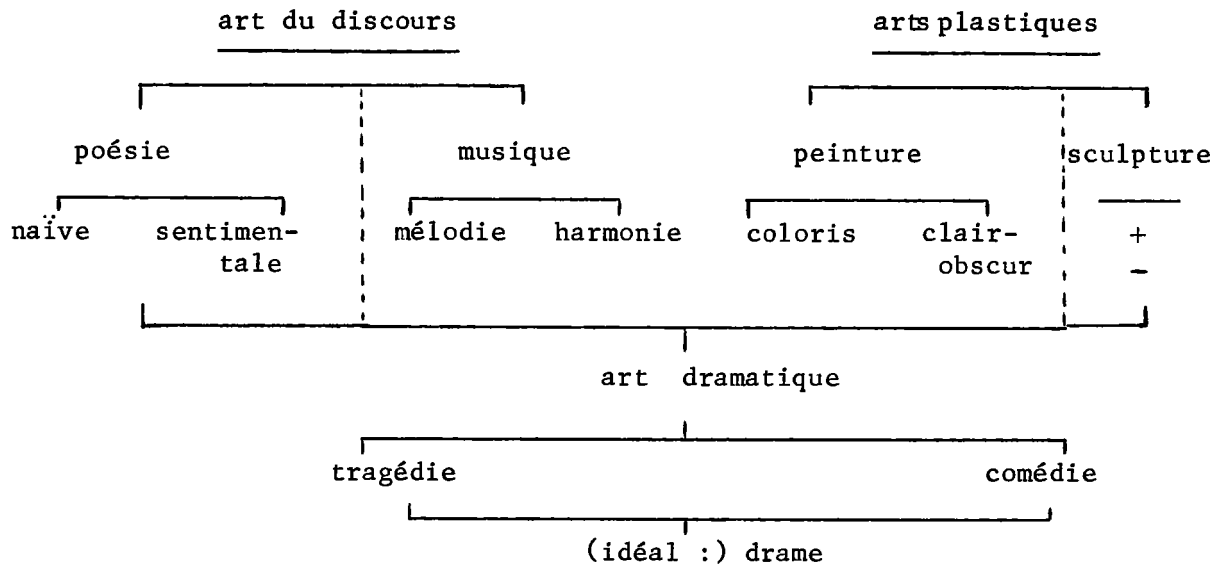 art du discours arts plastiques
poésie musique peinture sculpture
naïve sentimen- mélodie harmonie coloris clair- +
tale obscur -
art dramatique
tragédie comédie
(idéal :) drame